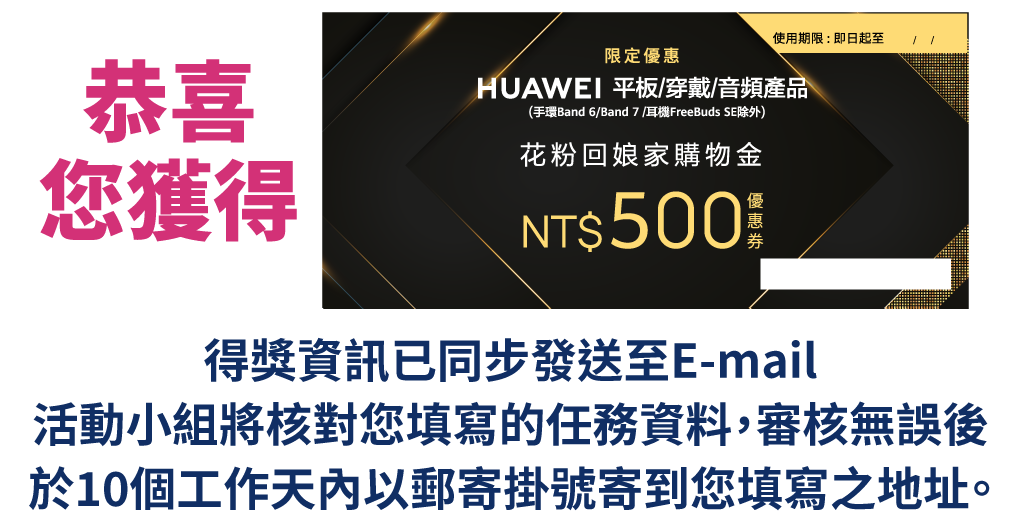 恭喜
您獲得
使用期限：即日起至 / /
限定優惠
HUAWEI 平板/穿戴/音頻產品
(手環Band 6/Band 7 /耳機FreeBuds SE除外)
花粉回娘家購物金
NT$500優惠券
得獎資訊已同步發送至E-mail
活動小組將核對您填寫的任務資料，審核無誤後
於10個工作天內以郵寄掛號寄到您填寫之地址。